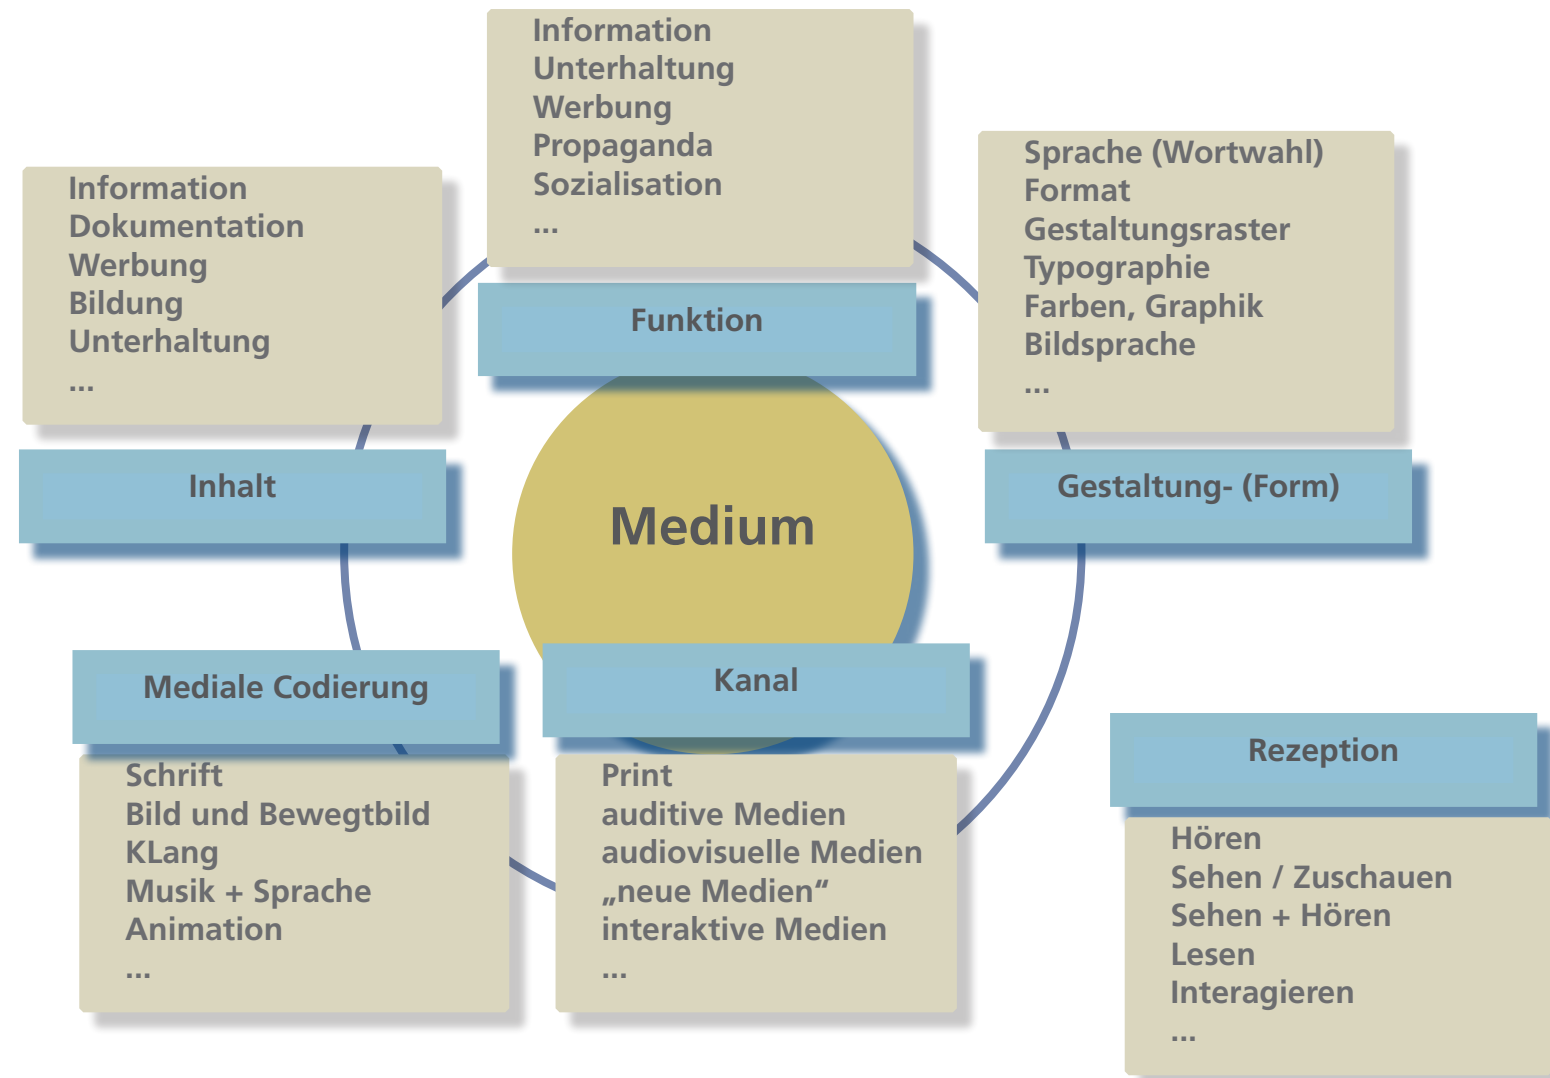 Information
Unterhaltung
Werbung
Propaganda
Sozialisation
...
Funktion
Information
Dokumentation
Werbung
Bildung
Unterhaltung
...
Inhalt
Sprache (Wortwahl)
Format
Gestaltungsraster
Typographie
Farben, Graphik
Bildsprache
...
Gestaltung- (Form)
Medium
Mediale Codierung
Schrift
Bild und Bewegtbild
KLang
Musik + Sprache
Animation
...
Kanal
Print
auditive Medien
audiovisuelle Medien
„neue Medien“
interaktive Medien
...
Rezeption
Hören
Sehen / Zuschauen
Sehen + Hören
Lesen
Interagieren
...